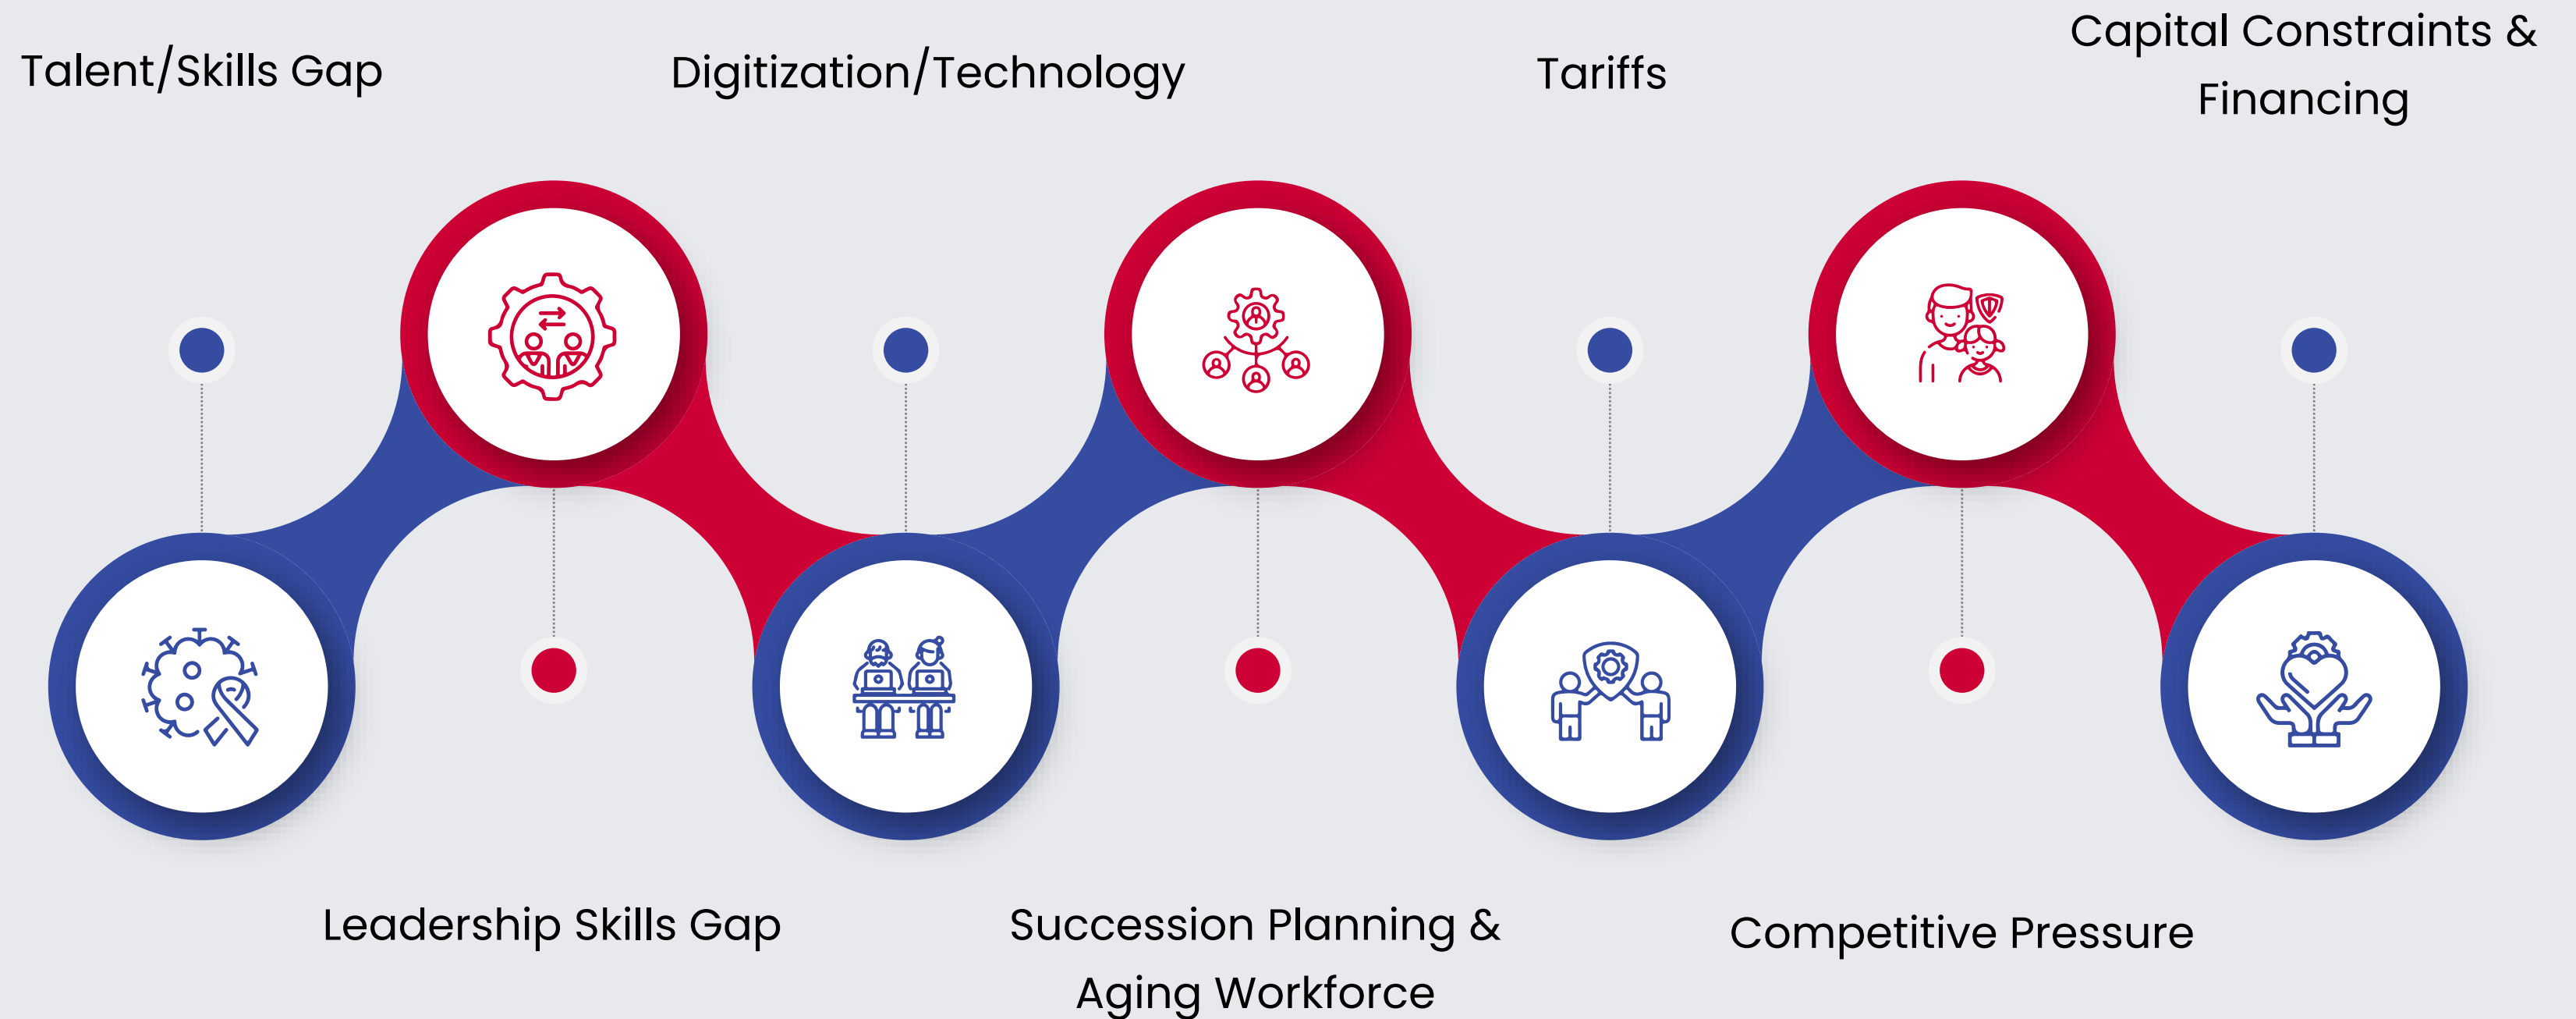 Talent/Skills Gap
Digitization/Technology
Tariffs
Capital Constraints &
Financing
Leadership Skills Gap
Succession Planning &
Aging Workforce
Competitive Pressure